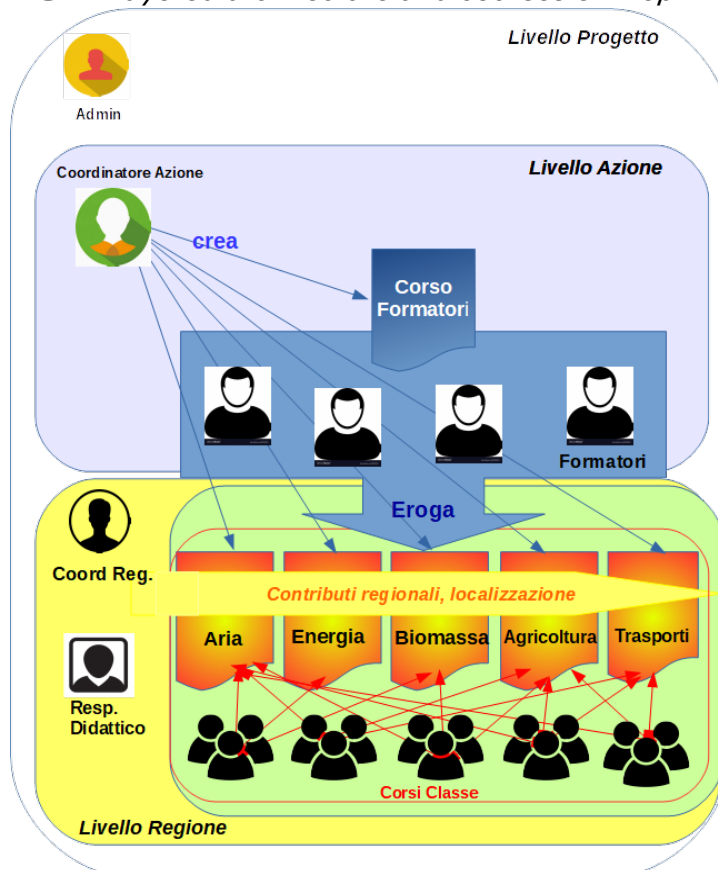 Livello Progetto
Admin
Livello Azione
Coordinatore Azione
crea
Corso
Formatori
Formatori
Eroga
Coord Reg.
Contributi regionali, localizzazione
Aria
Energia
Biomassa
Agricoltura
Trasporti
Resp.
Didattico
Corsi Classe
Livello Regione